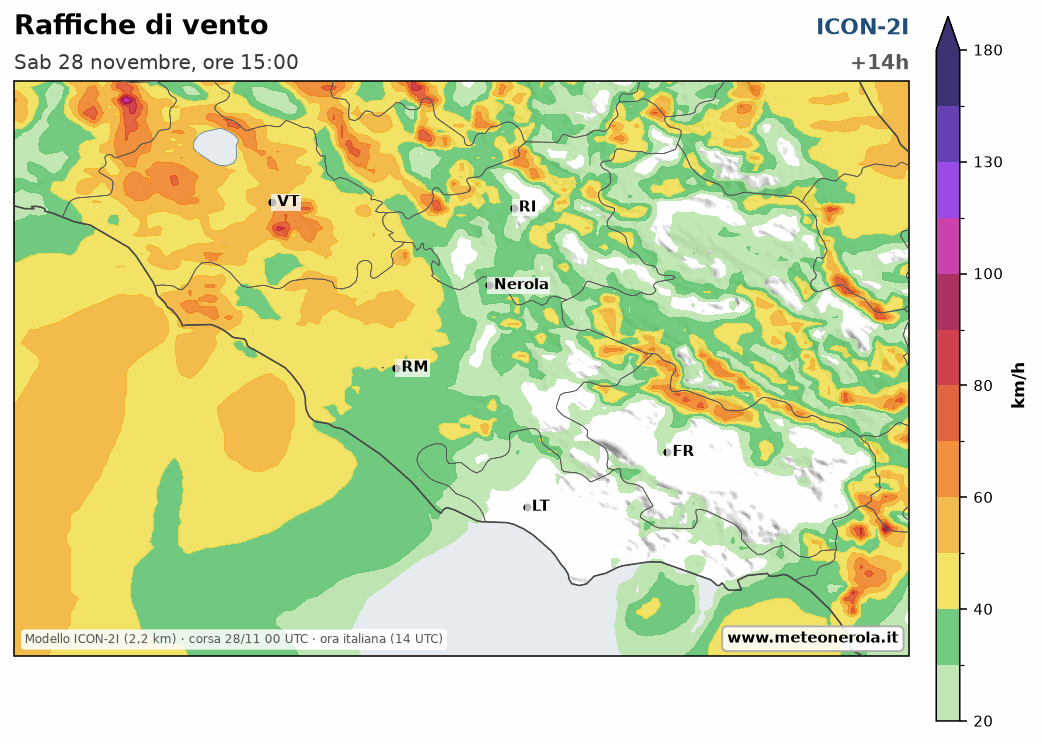 Raffiche di vento
ICON-2I
Sab 28 novembre, ore 15:00
+14h
180
130
100
80
60
40
20
km/h
VT
RI
Nerola
RM
FR
LT
Modello ICON-2I (2,2 km) · corsa 28/11 00 UTC · ora italiana (14 UTC)
www.meteonerola.it